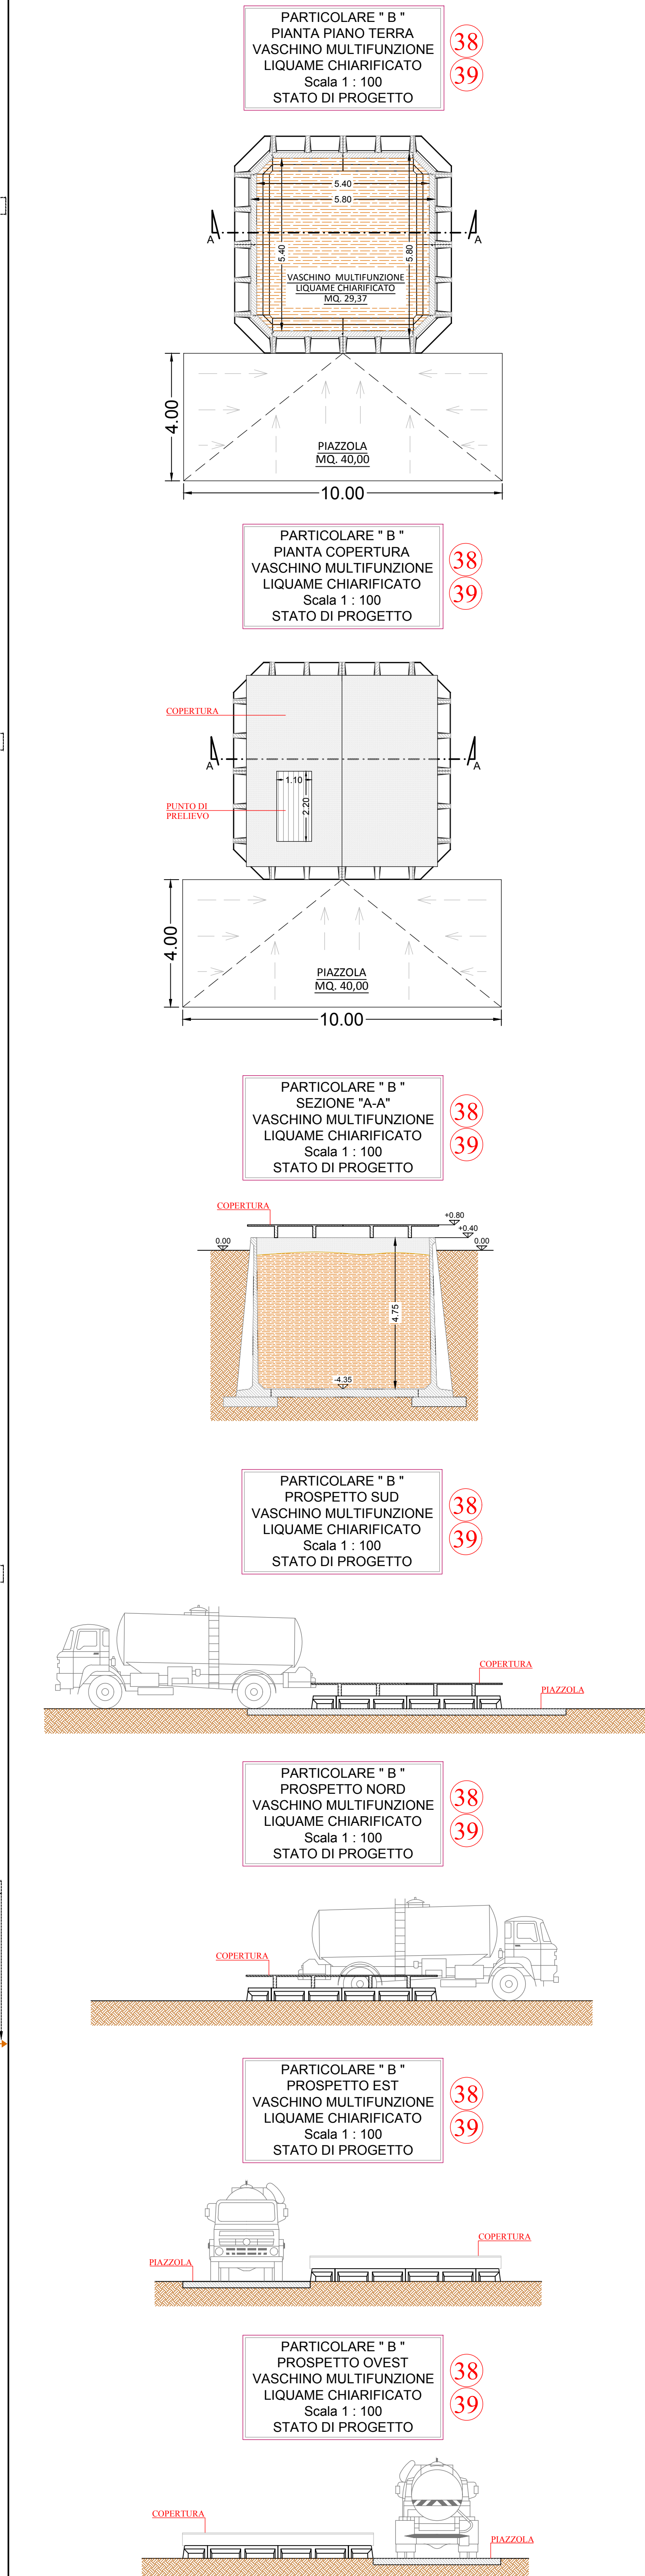 PARTICOLARE " B "
PIANTA PIANO TERRA
VASCHINO MULTIFUNZIONE
LIQUAME CHIARIFICATO
Scala 1 : 100
STATO DI PROGETTO
38
39
5.40
5.80
A
A
5.40
5.80
VASCHINO MULTIFUNZIONE
LIQUAME CHIARIFICATO
MQ. 29,37
4.00
PIAZZOLA
MQ. 40,00
10.00
PARTICOLARE " B "
PIANTA COPERTURA
VASCHINO MULTIFUNZIONE
LIQUAME CHIARIFICATO
Scala 1 : 100
STATO DI PROGETTO
38
39
COPERTURA
A
A
1.10
2.20
PUNTO DI
PRELIEVO
4.00
PIAZZOLA
MQ. 40,00
10.00
PARTICOLARE " B "
SEZIONE "A-A"
VASCHINO MULTIFUNZIONE
LIQUAME CHIARIFICATO
Scala 1 : 100
STATO DI PROGETTO
38
39
COPERTURA
+0.80
+0.40
0.00
0.00
4.75
-4.35
PARTICOLARE " B "
PROSPETTO SUD
VASCHINO MULTIFUNZIONE
LIQUAME CHIARIFICATO
Scala 1 : 100
STATO DI PROGETTO
38
39
COPERTURA
PIAZZOLA
PARTICOLARE " B "
PROSPETTO NORD
VASCHINO MULTIFUNZIONE
LIQUAME CHIARIFICATO
Scala 1 : 100
STATO DI PROGETTO
38
39
COPERTURA
PARTICOLARE " B "
PROSPETTO EST
VASCHINO MULTIFUNZIONE
LIQUAME CHIARIFICATO
Scala 1 : 100
STATO DI PROGETTO
38
39
COPERTURA
PIAZZOLA
PARTICOLARE " B "
PROSPETTO OVEST
VASCHINO MULTIFUNZIONE
LIQUAME CHIARIFICATO
Scala 1 : 100
STATO DI PROGETTO
38
39
COPERTURA
PIAZZOLA